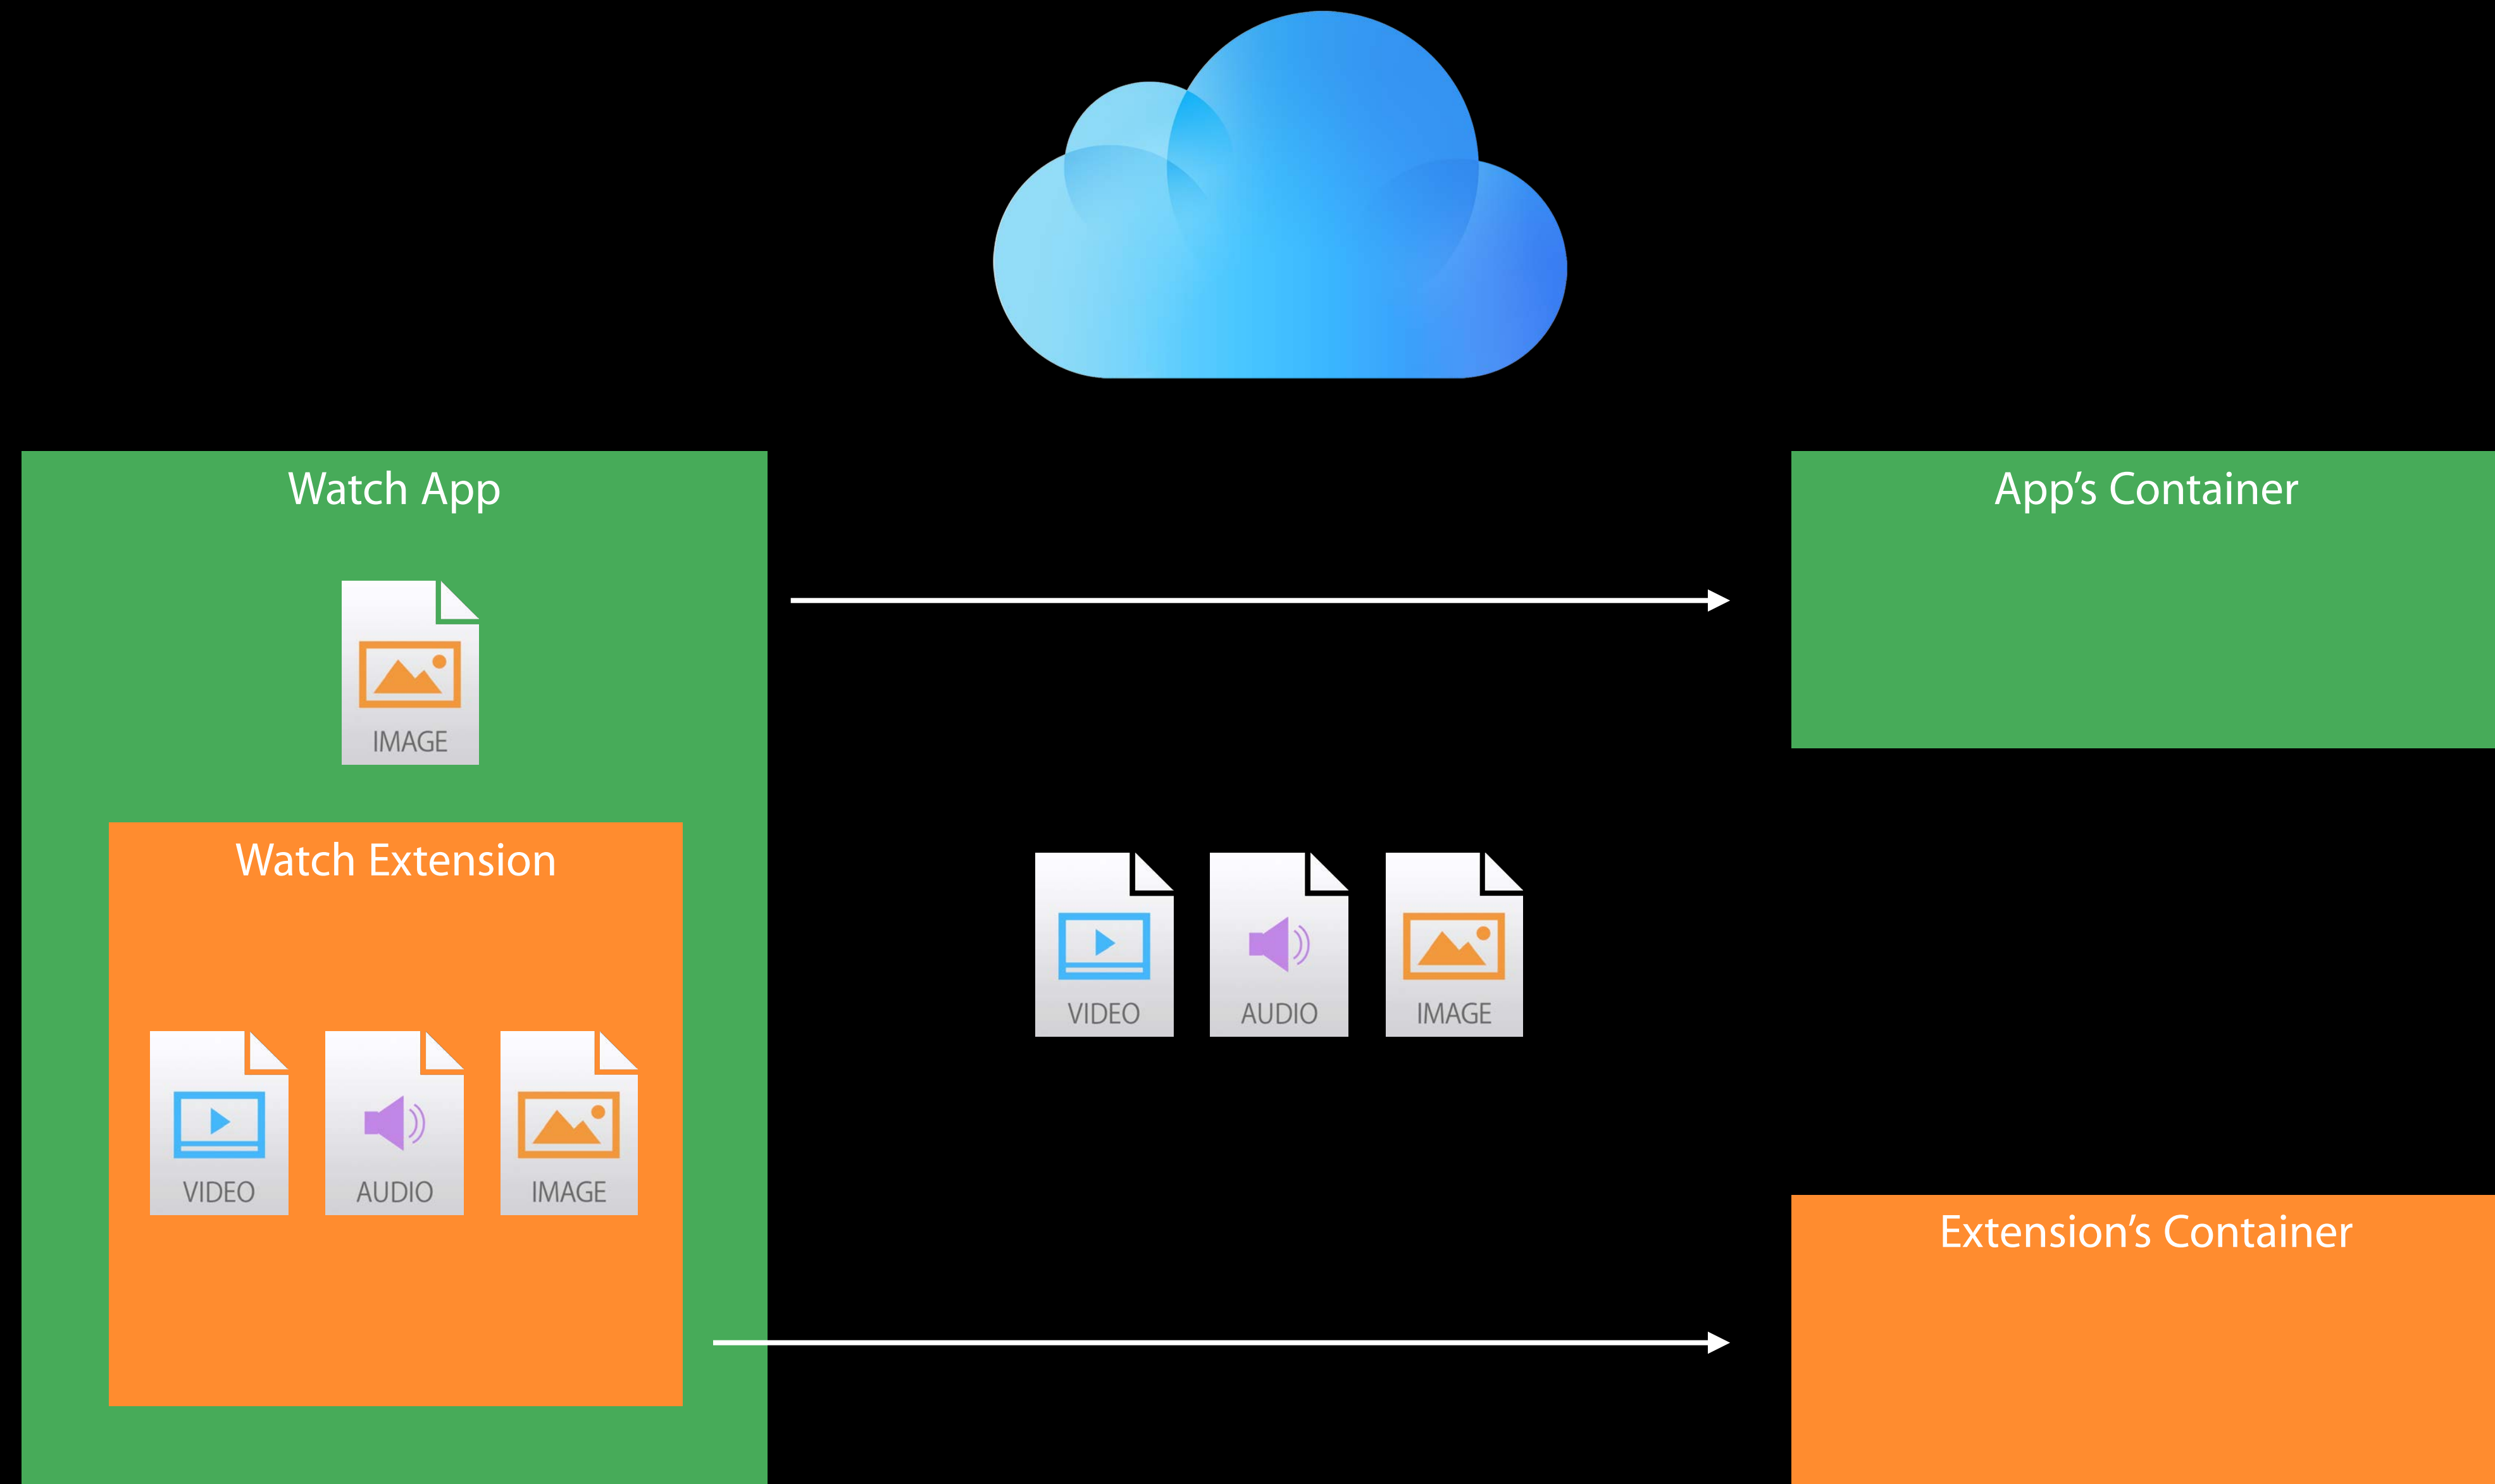 Watch App
App’s Container
IMAGE
Watch Extension
VIDEO
AUDIO
IMAGE
VIDEO
AUDIO
IMAGE
Extension’s Container